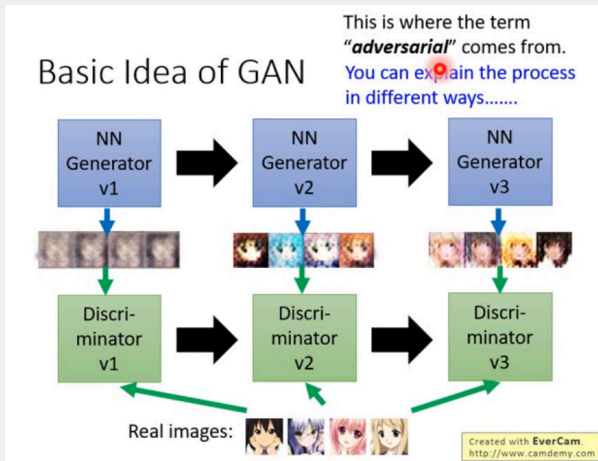 This is where the term
“adversarial” comes from.
You can explain the process
in different ways…….
Basic Idea of GAN
NN
Generator
v1
NN
Generator
v2
NN
Generator
v3
Discri-
minator
v1
Discri-
minator
v2
Discri-
minator
v3
Real images:
Created with EverCam.
http://www.camdemy.com